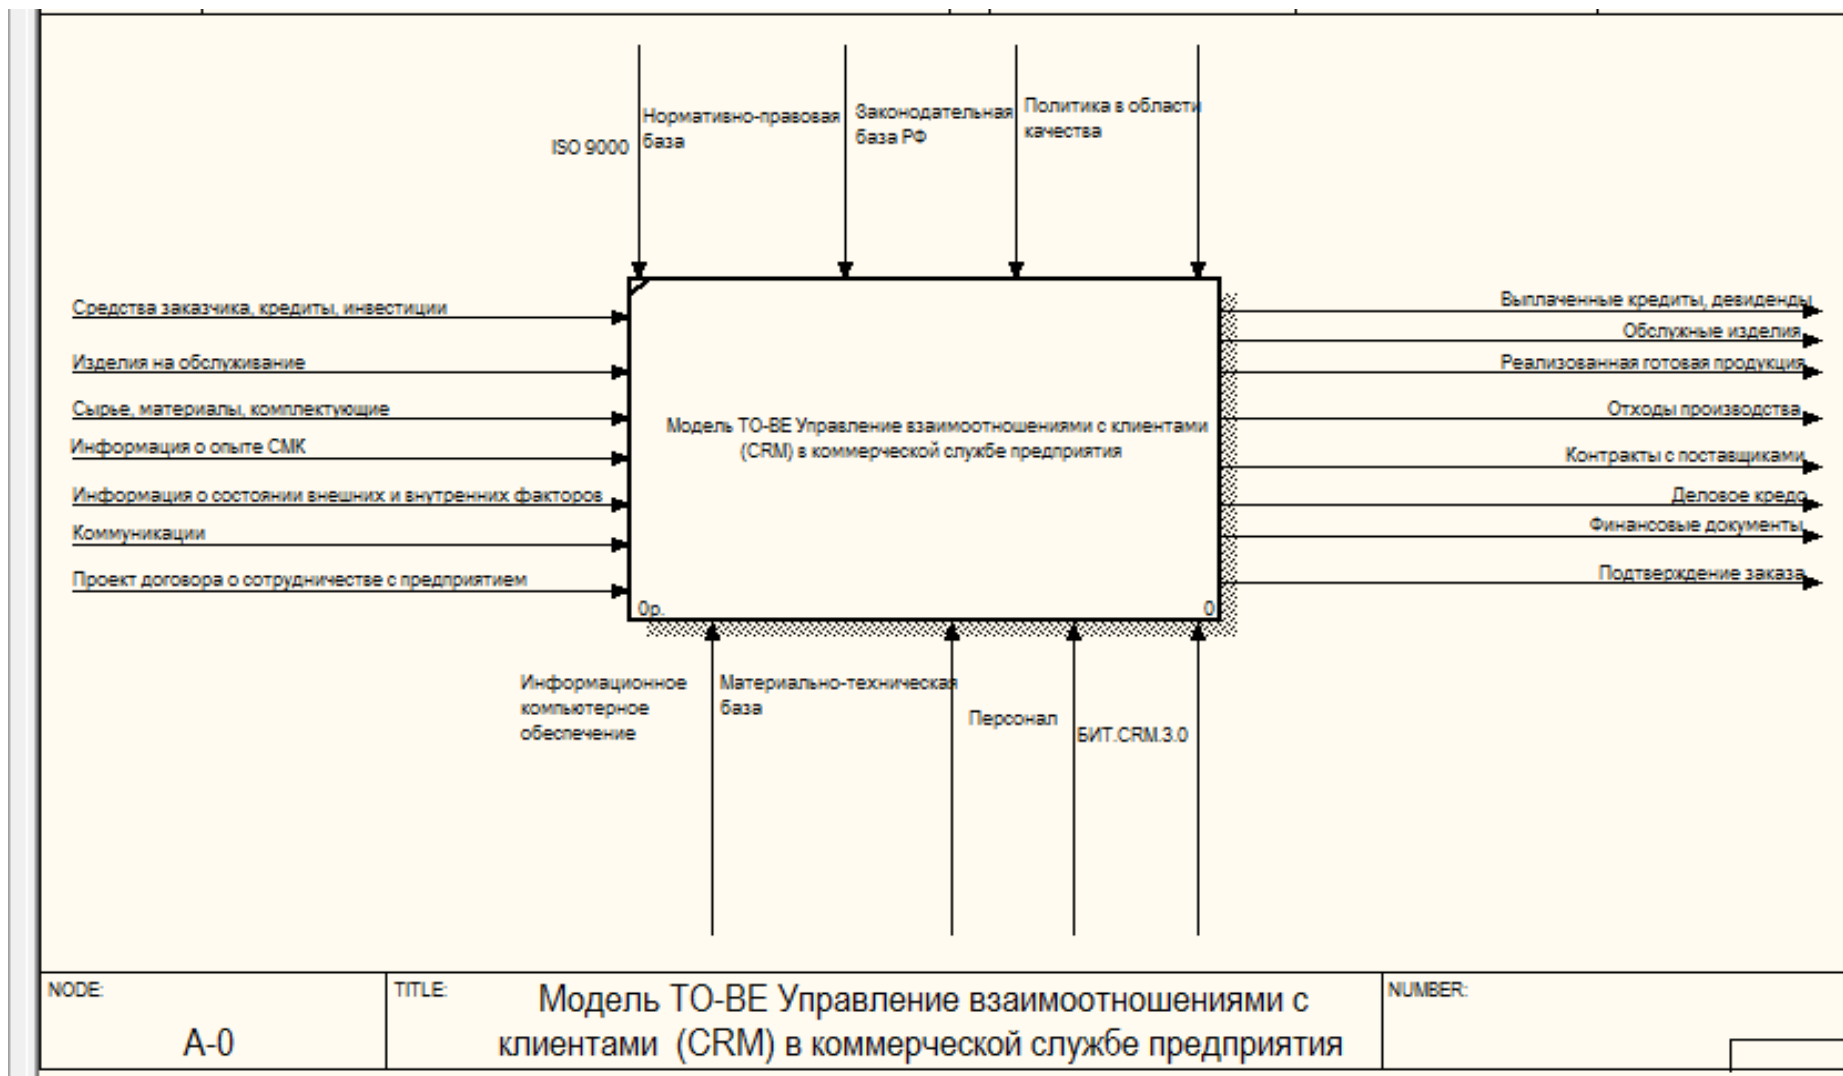 ISO 9000
Нормативно-правовая
база
Законодательная
база РФ
Политика в области
качества
Средства заказчика, кредиты, инвестиции
Изделия на обслуживание
Сырье, материалы, комплектующие
Информация о опыте СМК
Информация о состоянии внешних и внутренних факторов
Коммуникации
Проект договора о сотрудничестве с предприятием
Модель TO-BE Управление взаимоотношениями с клиентами
(CRM) в коммерческой службе предприятия
0р.
0
Выплаченные кредиты, девиденды
Обслужные изделия
Реализованная готовая продукция
Отходы производства
Контракты с поставщиками
Деловое кредо
Финансовые документы
Подтверждение заказа
Информационное
компьютерное
обеспечение
Материально-техническая
база
Персонал
БИТ.CRM.3.0
NODE:
A-0
TITLE:
Модель TO-BE Управление взаимоотношениями с
клиентами (CRM) в коммерческой службе предприятия
NUMBER: